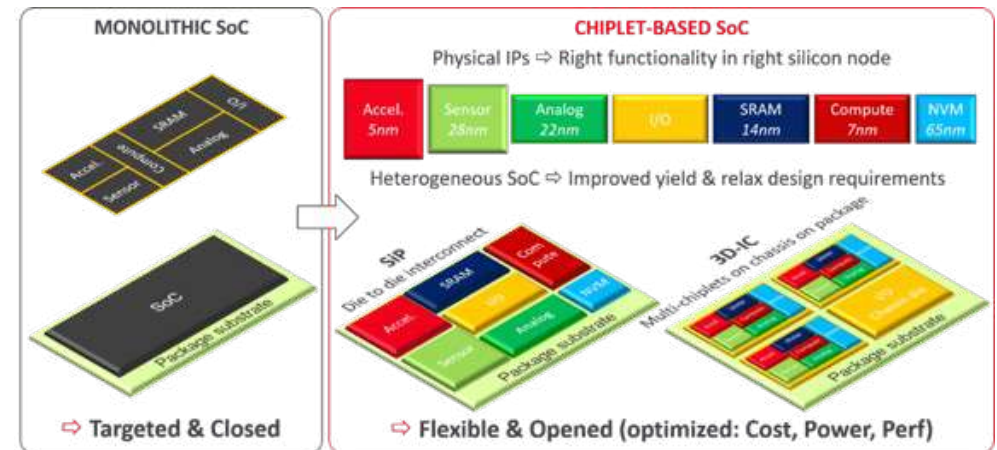 MONOLITHIC SoC
I/O
SRAM
Analog
Accel.
Compute
Sensor
SoC
Package substrate
⇨ Targeted & Closed
CHIPLET-BASED SoC
Physical IPs ⇨ Right functionality in right silicon node
Accel.
5nm
Sensor
28nm
Analog
22nm
I/O
SRAM
14nm
Compute
7nm
NVM
65nm
Heterogeneous SoC ⇨ Improved yield & relax design requirements
SiP
Die to die interconnect
Com
pute
SRAM
I/O
NVM
Accel.
Analog
Sensor
Package substrate
3D-IC
Multi-chiplets on chassis on package
I/O
Package substrate
⇨ Flexible & Opened (optimized: Cost, Power, Perf)